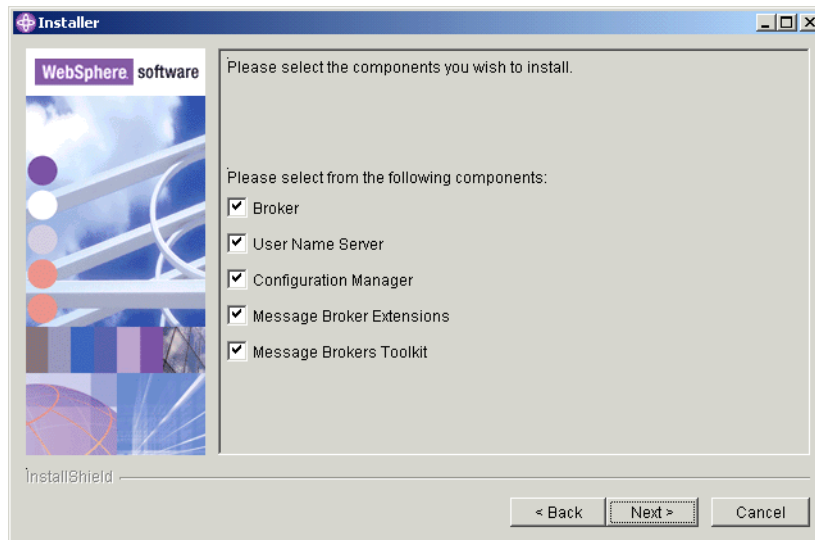 Installer
WebSphere software
Please select the components you wish to install.
Please select from the following components:
Broker
User Name Server
Configuration Manager
Message Broker Extensions
Message Brokers Toolkit
InstallShield
< Back
Next >
Cancel